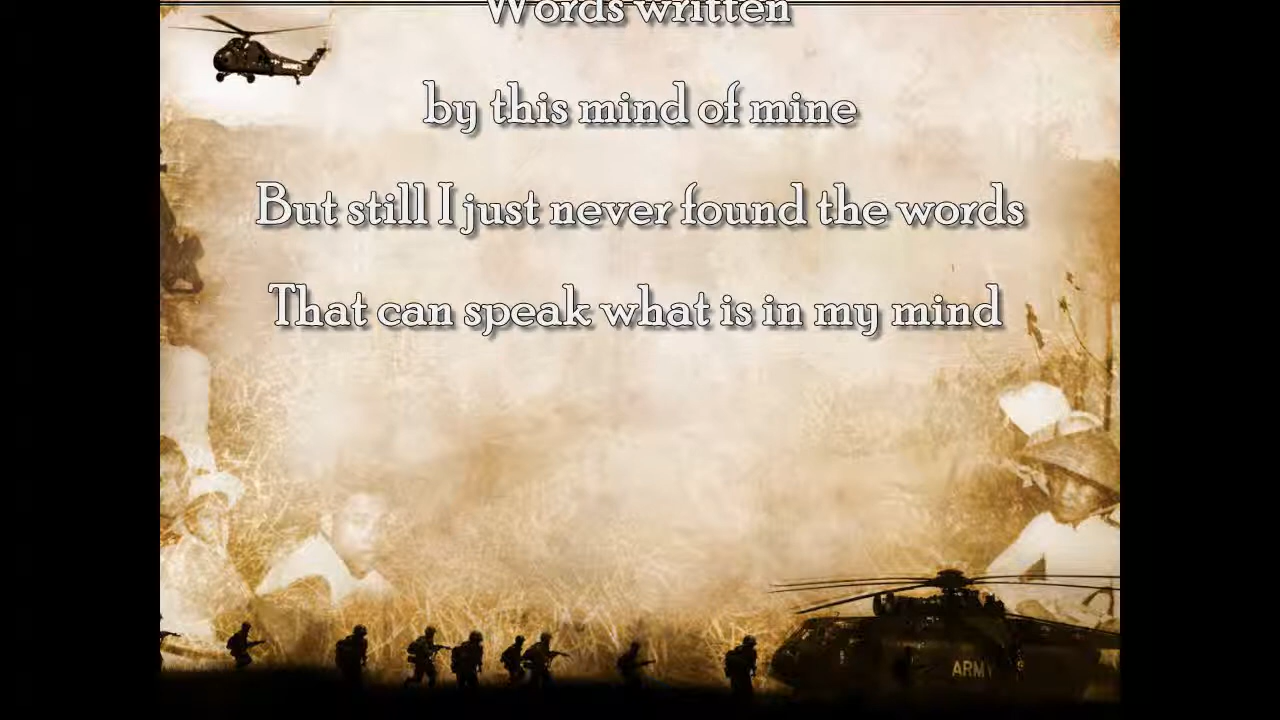 Words written
by this mind of mine
But still I just never found the words
That can speak what is in my mind
ARMY